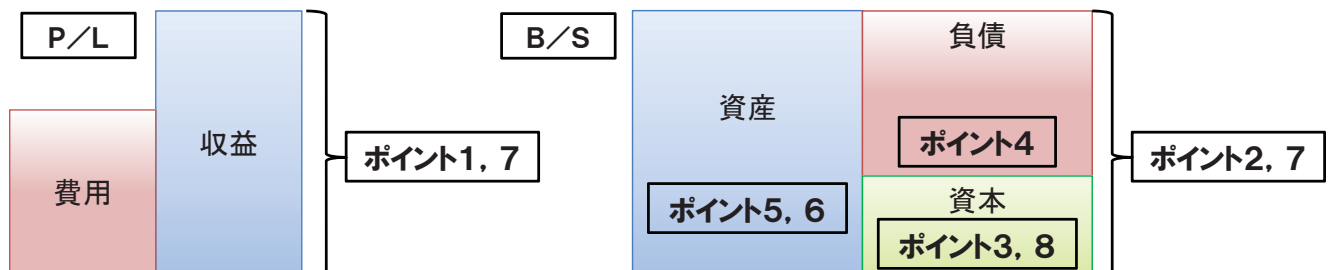 P／L
収益
費用
ポイント1，7
B／S
資産
ポイント5，6
負債
ポイント4
資本
ポイント3，8
ポイント2，7